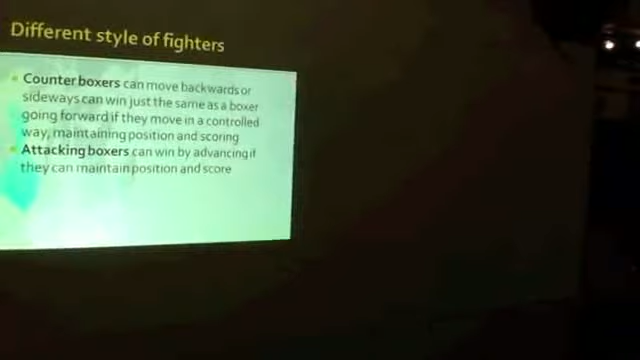 Different style of fighters
Counter boxers can move backwards or
sideways can win just the same as a boxer
going forward if they move in a controlled
way, maintaining position and scoring
Attacking boxers can win by advancing if
they can maintain position and score